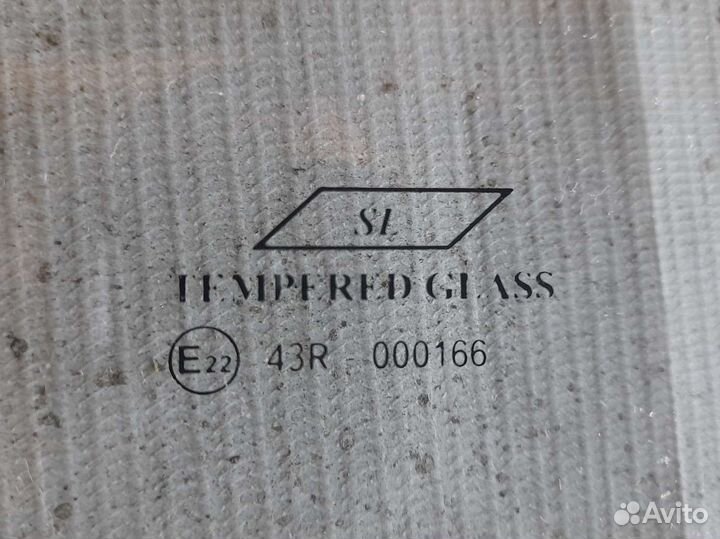 SL
TEMPERED GLASS
E22 43R 000166
Avito